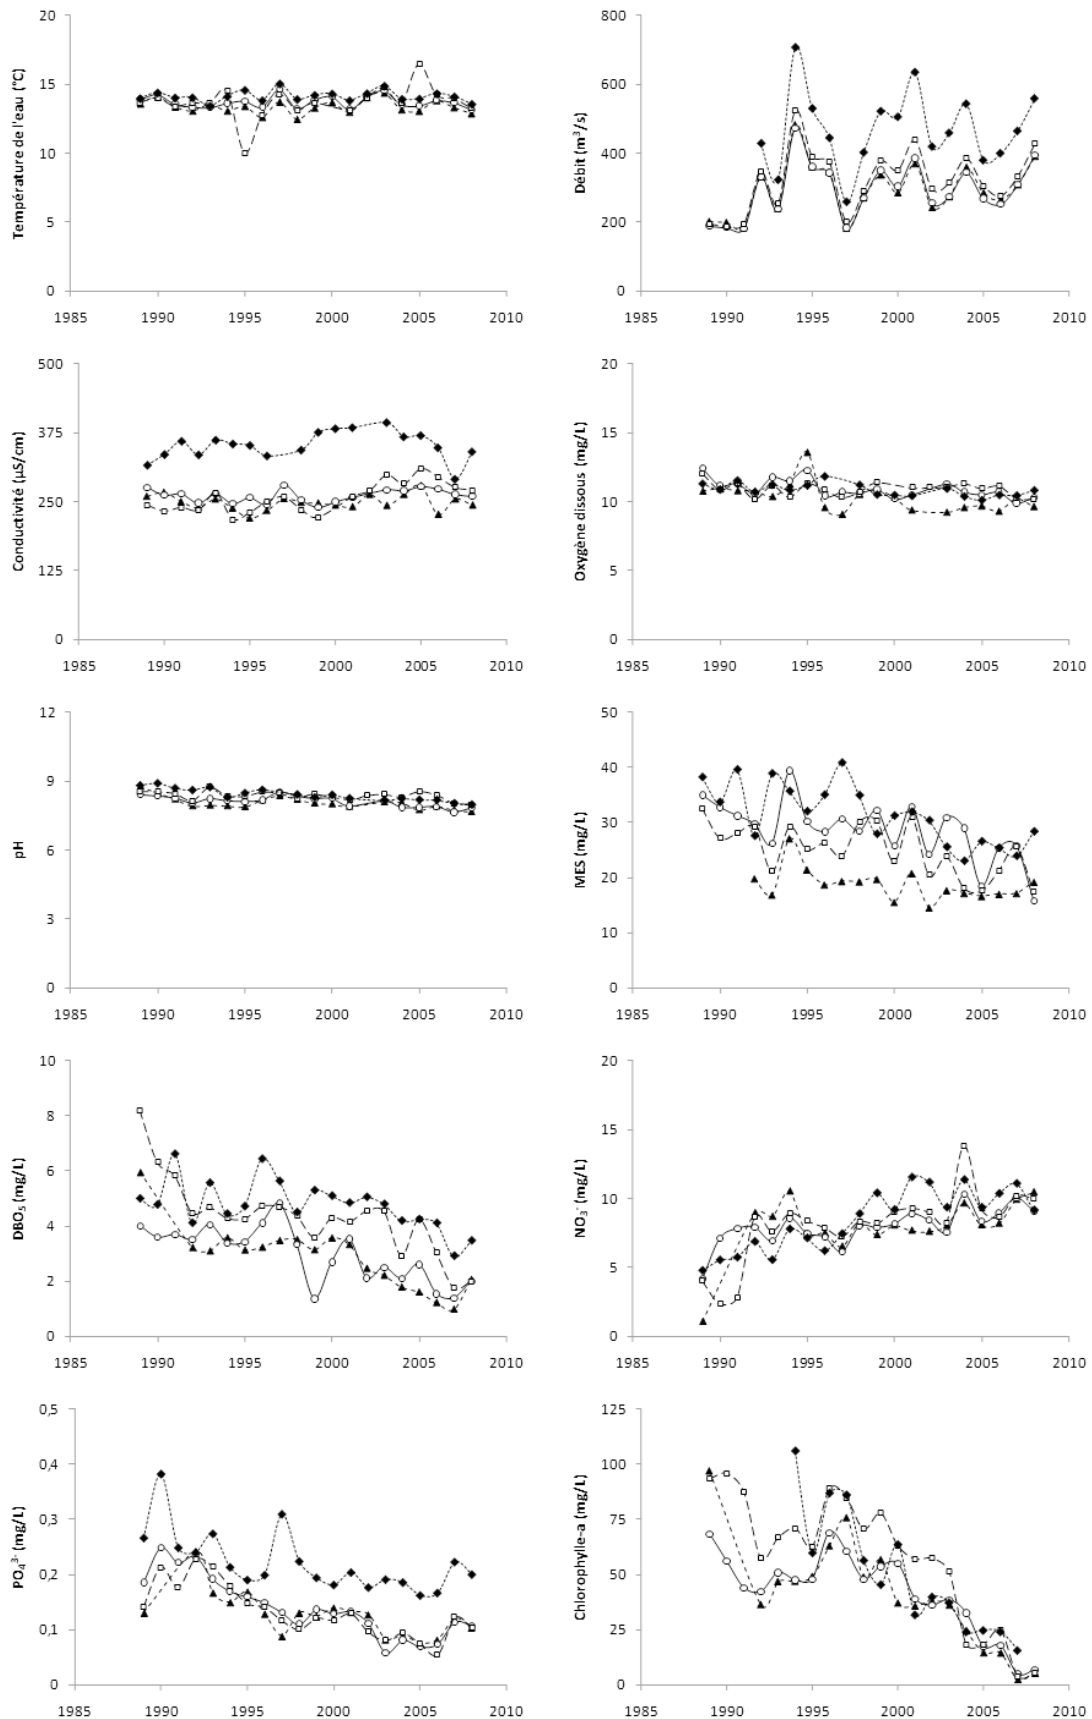 Température de l'eau (°C)
20
15
10
5
0
1985 1990 1995 2000 2005 2010
Débit (m³/s)
800
600
400
200
0
1985 1990 1995 2000 2005 2010
Conductivité (µS/cm)
500
375
250
125
0
1985 1990 1995 2000 2005 2010
Oxygène dissous (mg/L)
20
15
10
5
0
1985 1990 1995 2000 2005 2010
pH
12
9
6
3
0
1985 1990 1995 2000 2005 2010
MES (mg/L)
50
40
30
20
10
0
1985 1990 1995 2000 2005 2010
DBO₅ (mg/L)
10
8
6
4
2
0
1985 1990 1995 2000 2005 2010
NO₃⁻ (mg/L)
20
15
10
5
0
1985 1990 1995 2000 2005 2010
PO₄³⁻ (mg/L)
0,5
0,4
0,3
0,2
0,1
0
1985 1990 1995 2000 2005 2010
Chlorophylle-a (mg/L)
125
100
75
50
25
0
1985 1990 1995 2000 2005 2010